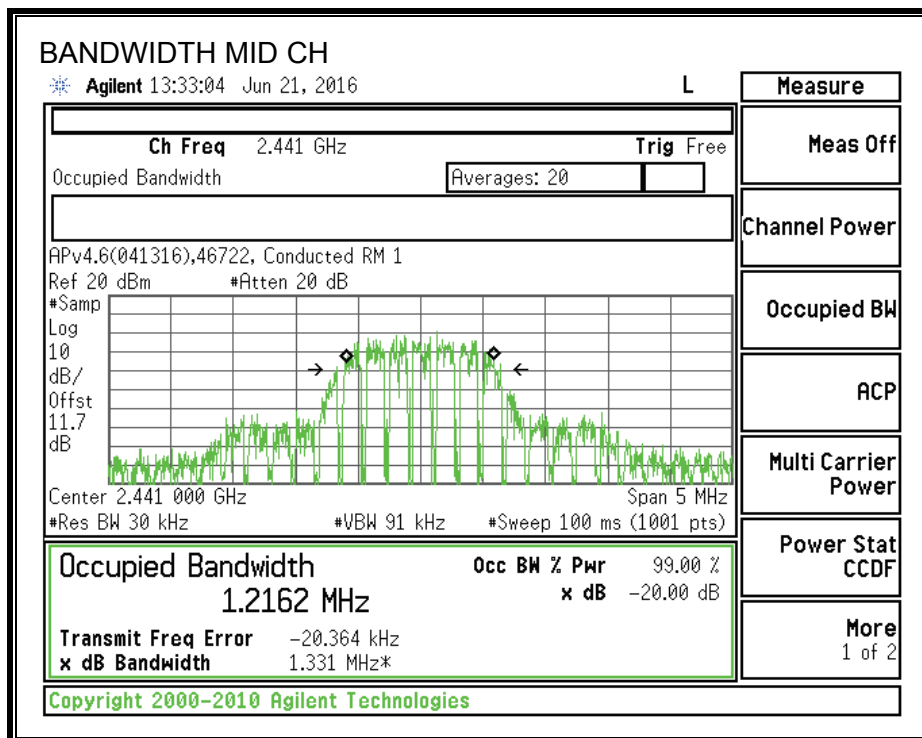 BANDWIDTH MID CH
Agilent 13:33:04 Jun 21, 2016 L
Measure
Ch Freq 2.441 GHz Trig Free
Meas Off
Occupied Bandwidth Averages: 20
Channel Power
APv4.6(041316),46722, Conducted RM 1
Ref 20 dBm #Atten 20 dB
#Samp
Log
10
dB/
Offst
11.7
dB
Occupied BW
ACP
Multi Carrier
Power
Center 2.441 000 GHz Span 5 MHz
#Res BW 30 kHz #VBW 91 kHz #Sweep 100 ms (1001 pts)
Power Stat
CCDF
Occupied Bandwidth Occ BW % Pwr 99.00 %
1.2162 MHz x dB -20.00 dB
Transmit Freq Error -20.364 kHz
x dB Bandwidth 1.331 MHz*
More
1 of 2
Copyright 2000-2010 Agilent Technologies